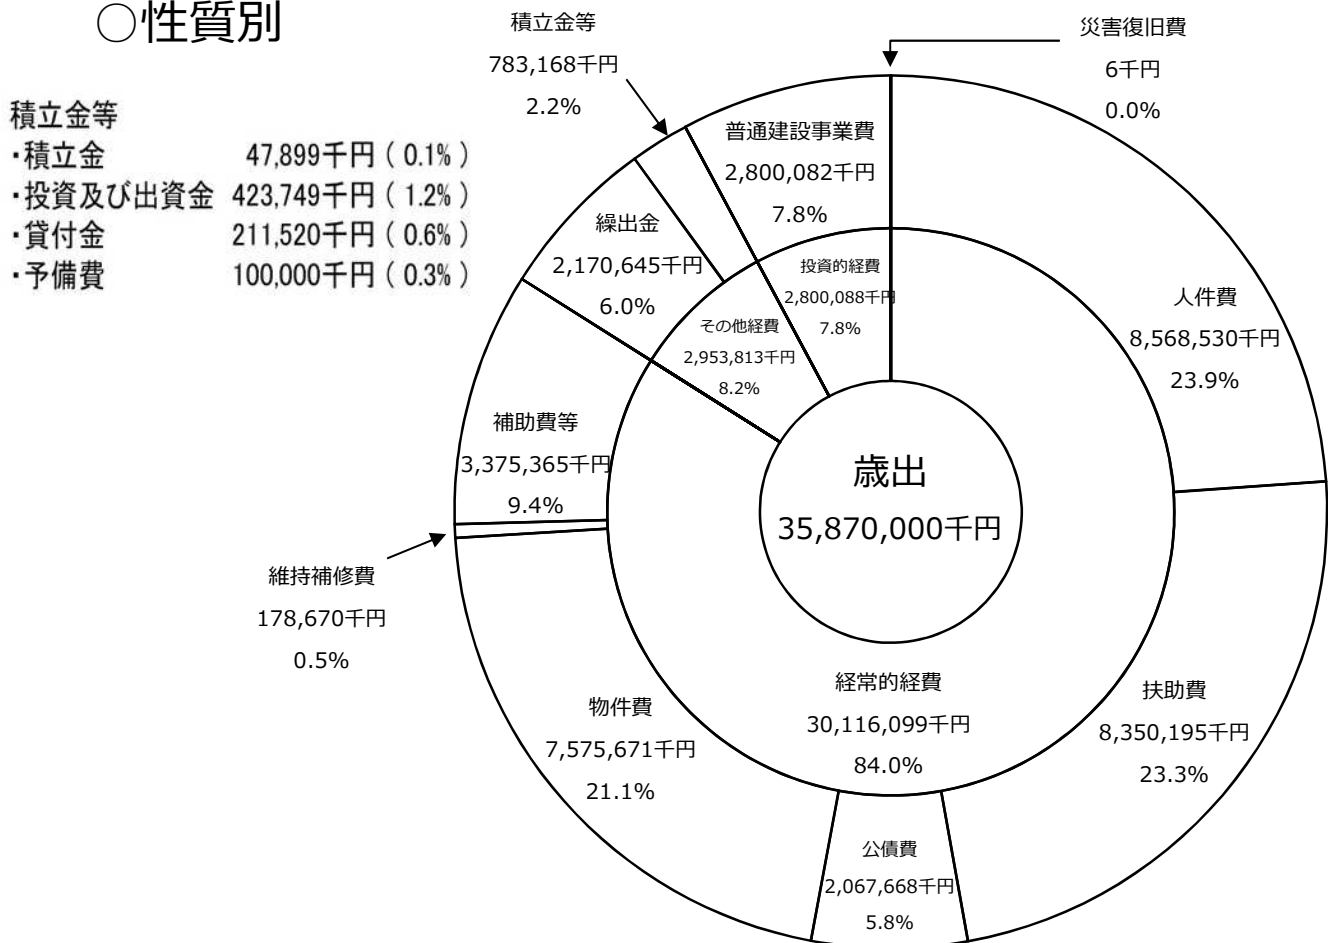 ○性質別
積立金等
・積立金 47,899千円 ( 0.1% )
・投資及び出資金 423,749千円 ( 1.2% )
・貸付金 211,520千円 ( 0.6% )
・予備費 100,000千円 ( 0.3% )
積立金等
783,168千円
2.2%
災害復旧費
6千円
0.0%
普通建設事業費
2,800,082千円
7.8%
繰出金
2,170,645千円
6.0%
投資的経費
2,800,088千円
7.8%
その他経費
2,953,813千円
8.2%
人件費
8,568,530千円
23.9%
補助費等
3,375,365千円
9.4%
歳出
35,870,000千円
維持補修費
178,670千円
0.5%
経常的経費
30,116,099千円
84.0%
物件費
7,575,671千円
21.1%
扶助費
8,350,195千円
23.3%
公債費
2,067,668千円
5.8%